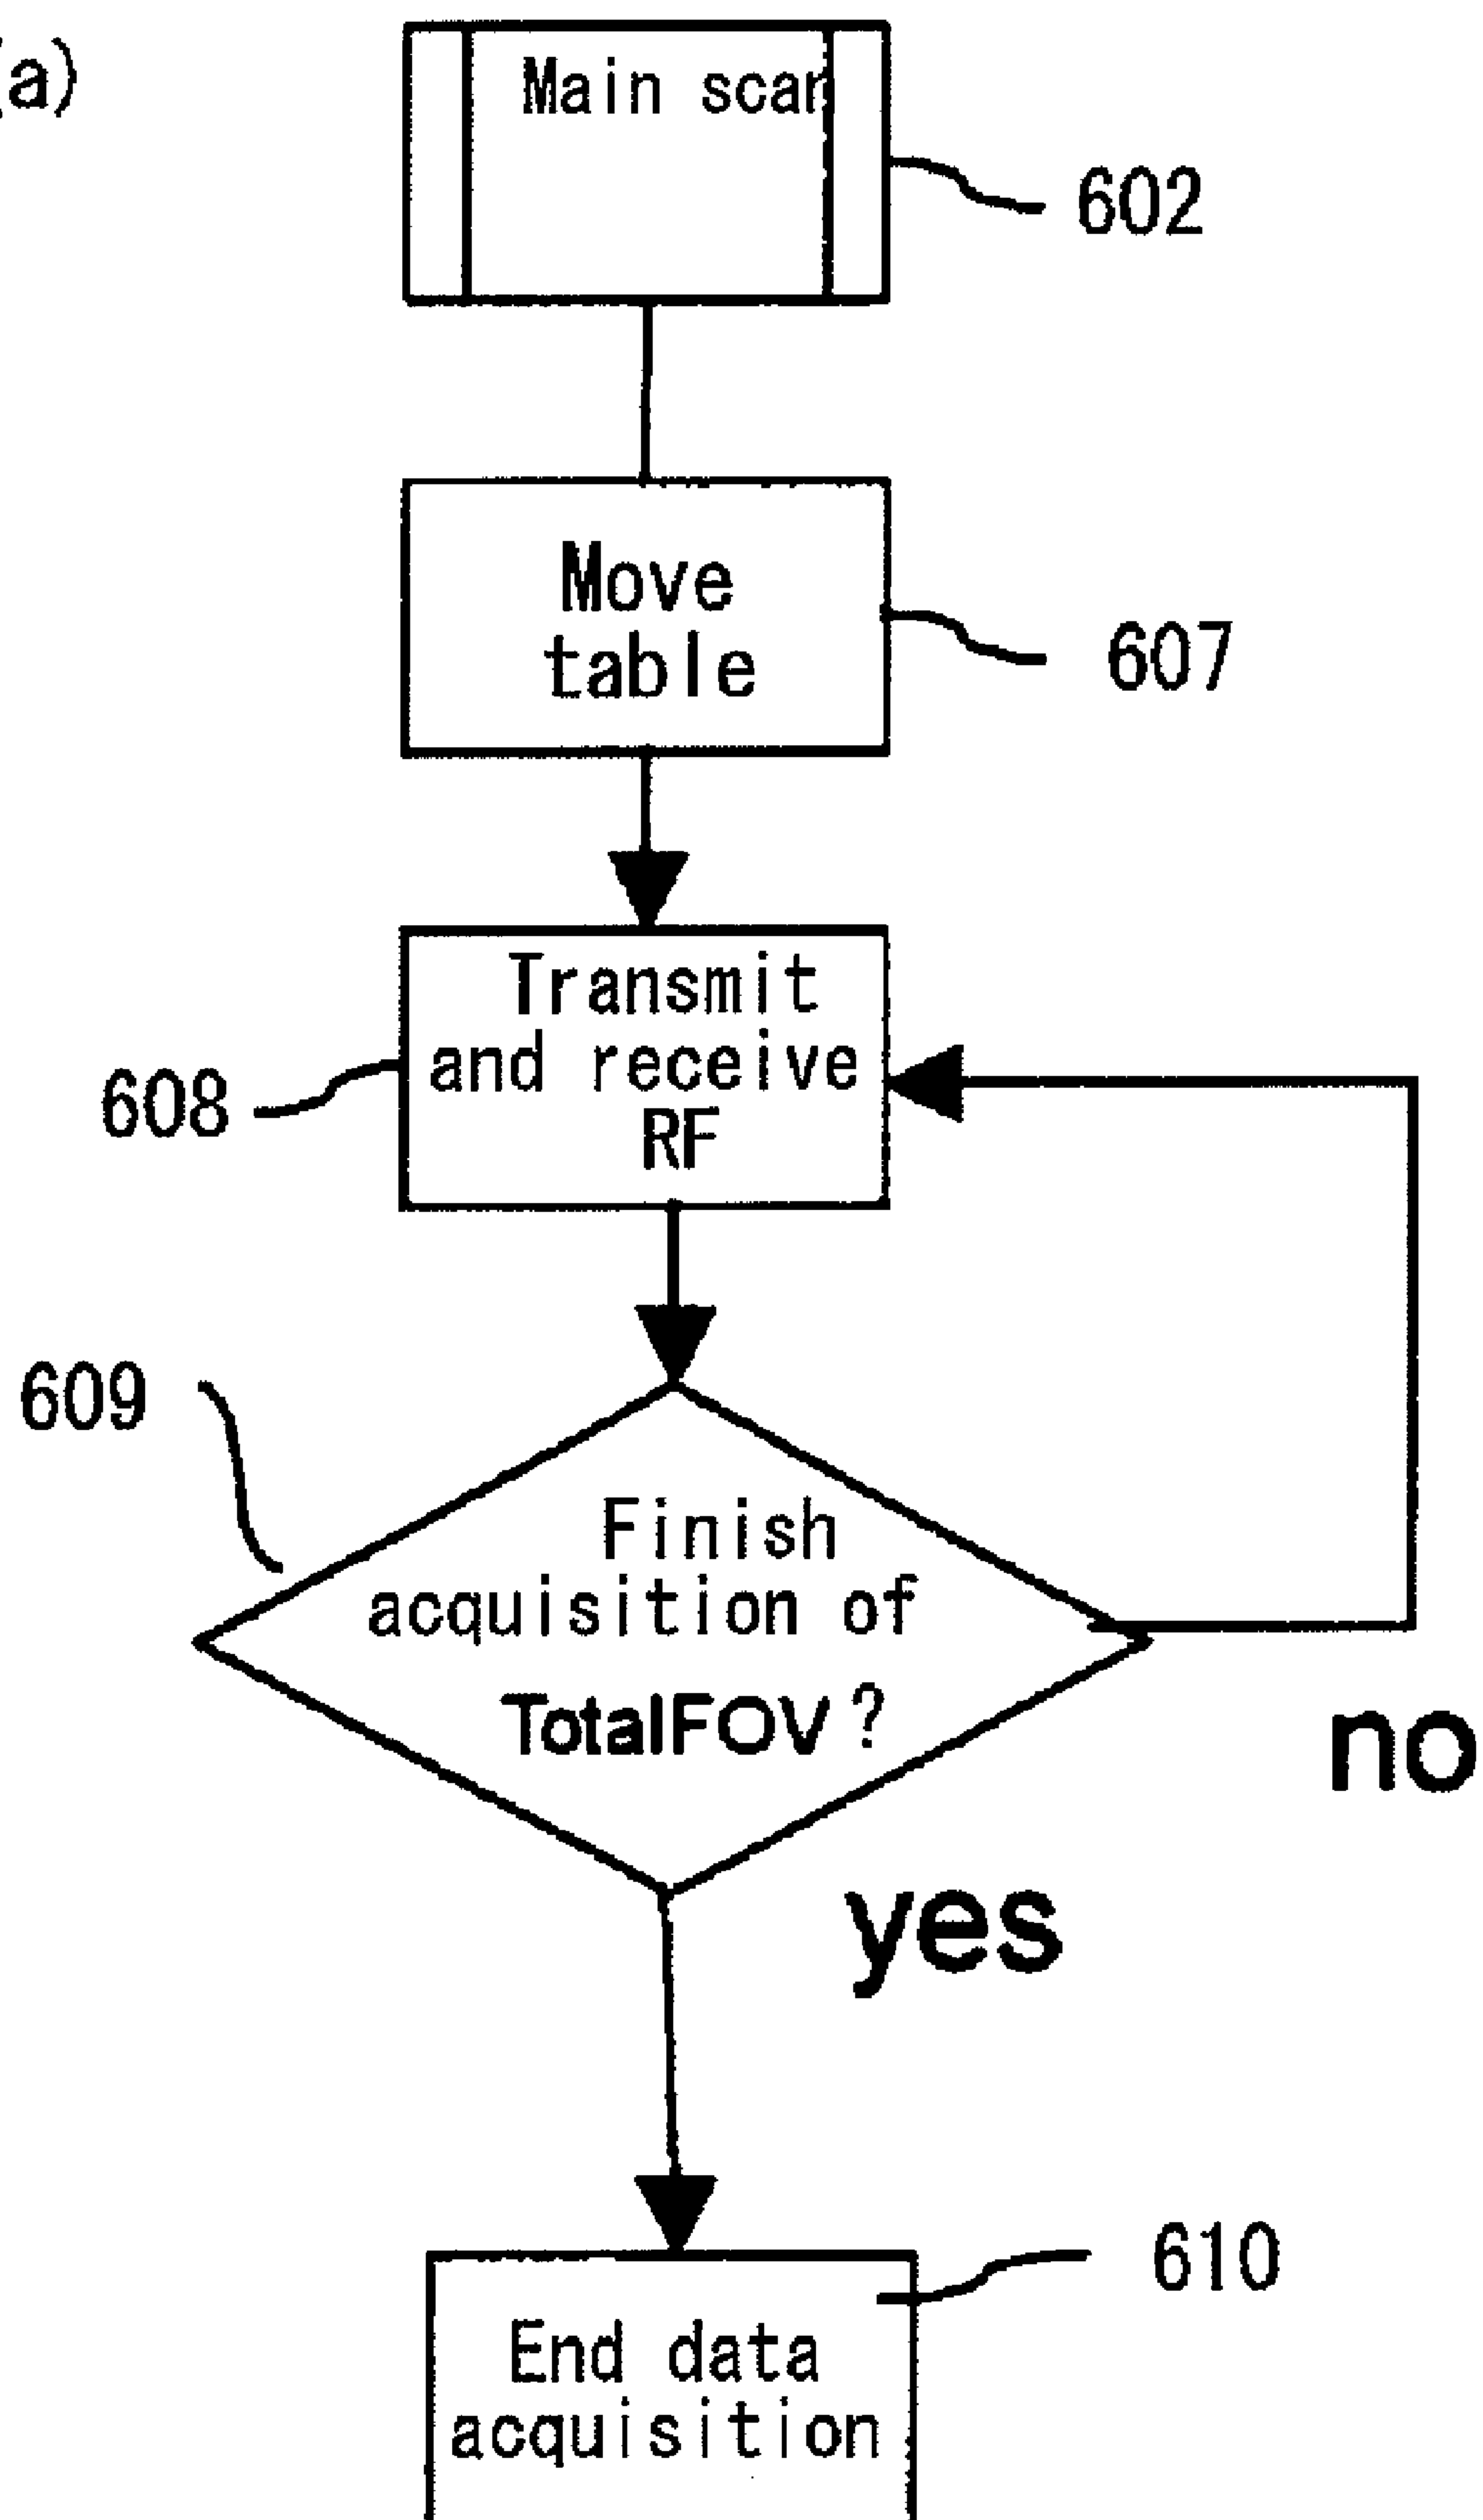 a)
Main scan
602
Move
table
607
Transmit
and receive
RF
608
609
Finish
acquisition of
TotalFOV?
no
yes
610
End data
acquisition